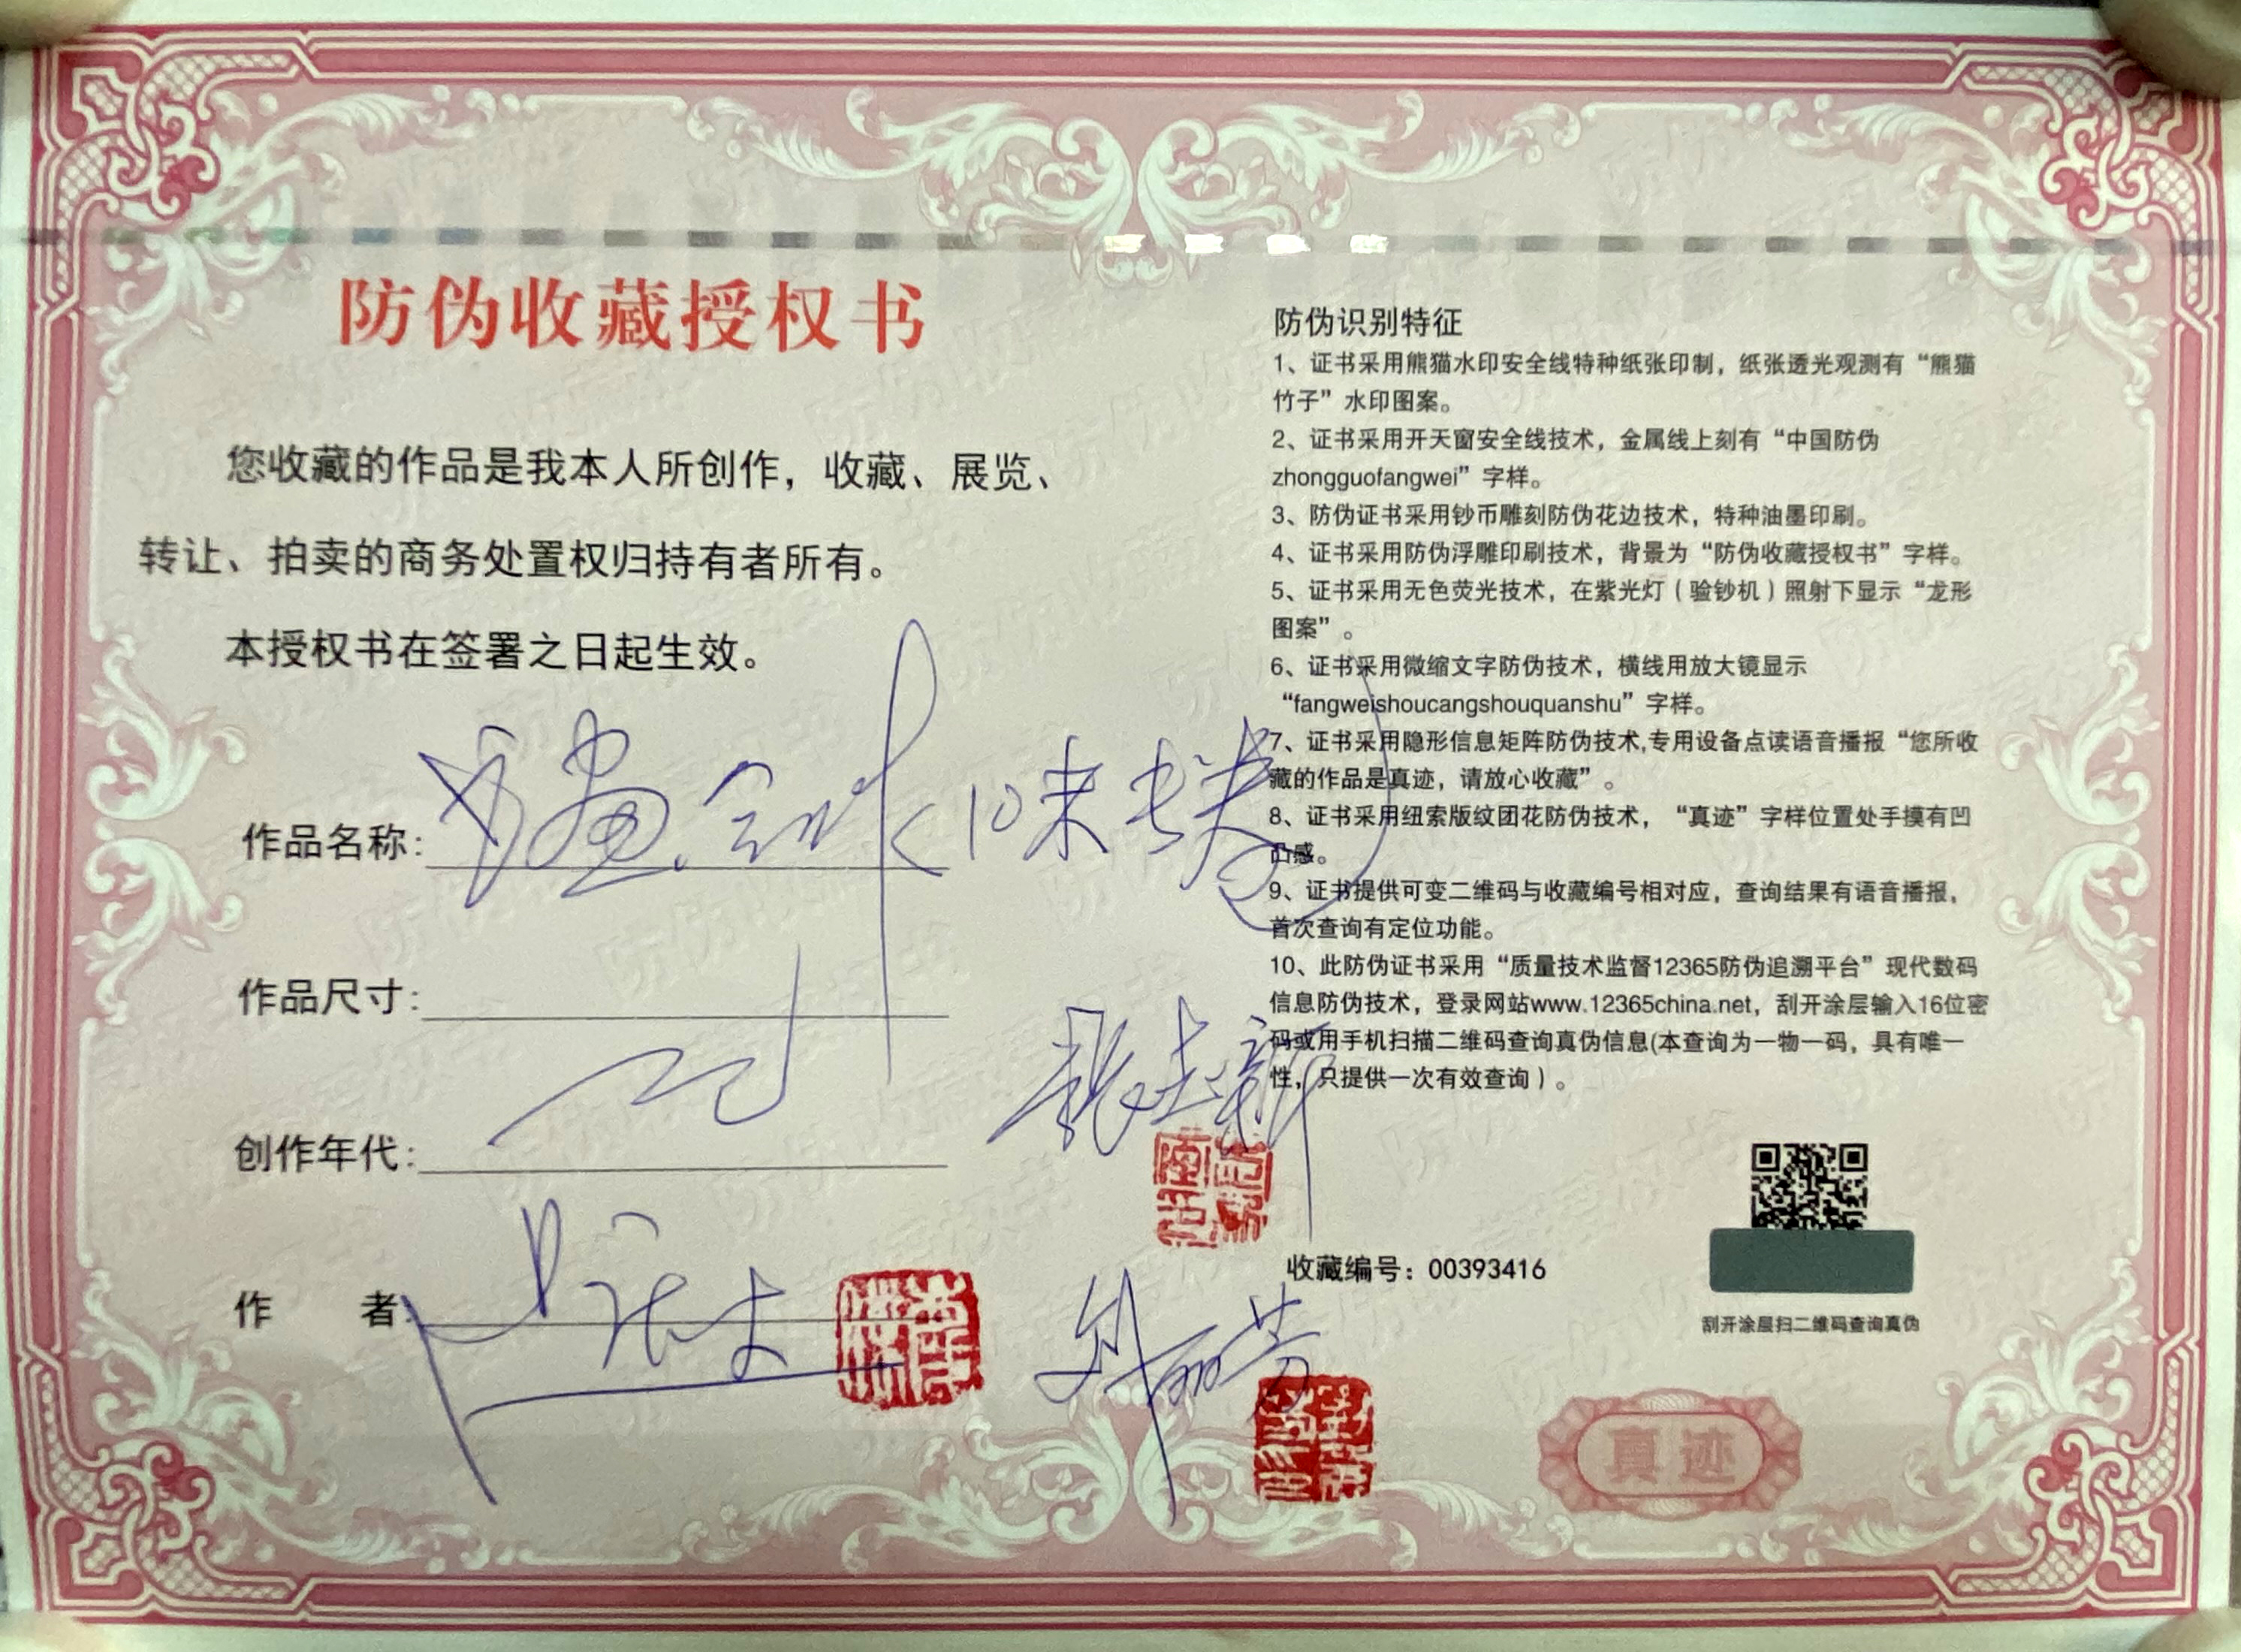 防伪收藏授权书
您收藏的作品是我本人所创作，收藏、展览、
转让、拍卖的商务处置权归持有者所有。
本授权书在签署之日起生效。
作品名称：
作品尺寸：
创作年代：
作 者：
防伪识别特征
1、证书采用熊猫水印安全线特种纸张印制，纸张透光观测有“熊猫
竹子”水印图案。
2、证书采用开天窗安全线技术，金属线上刻有“中国防伪
zhongguofangwei”字样。
3、防伪证书采用钞币雕刻防伪花边技术，特种油墨印刷。
4、证书采用防伪浮雕印刷技术，背景为“防伪收藏授权书”字样。
5、证书采用无色荧光技术，在紫光灯（验钞机）照射下显示“龙形
图案”。
6、证书采用微缩文字防伪技术，横线用放大镜显示
“fangweishoucangshouquanshu”字样。
7、证书采用隐形信息矩阵防伪技术,专用设备点读语音播报“您所收
藏的作品是真迹，请放心收藏”。
8、证书采用纽索版纹团花防伪技术，“真迹”字样位置处手摸有凹
凸感。
9、证书提供可变二维码与收藏编号相对应，查询结果有语音播报，
首次查询有定位功能。
10、此防伪证书采用“质量技术监督12365防伪追溯平台”现代数码
信息防伪技术，登录网站www.12365china.net，刮开涂层输入16位密
码或用手机扫描二维码查询真伪信息(本查询为一物一码，具有唯一
性，只提供一次有效查询）。
收藏编号：00393416
刮开涂层扫二维码查询真伪
真迹